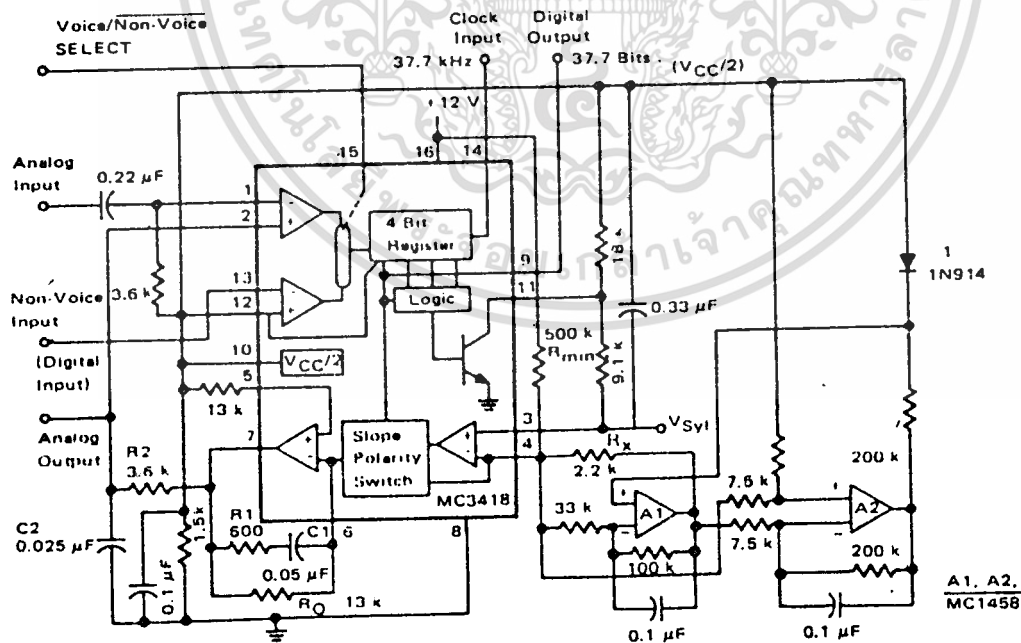 Voice/Non-Voice
SELECT
Clock
Input
37.7 kHz
Digital
Output
37.7 Bits
(VCC/2)
+12 V
15
16
14
Analog
Input
0.22 µF
1
2
3.6 k
13
12
Non-Voice
Input
(Digital
Input)
10
VCC/2
5
13 k
Analog
Output
7
R2
3.6 k
4 Bit
Register
Logic
9
11
Slope
Polarity
Switch
MC3418
3
4
18 k
0.33 µF
500 k
Rmin
9.1 k
VSyl
1
1N914
Rx
2.2 k
33 k
+
A1
-
100 k
0.1 µF
7.5 k
7.5 k
+
A2
-
200 k
200 k
0.1 µF
C2
0.025 µF
0.1 µF
1.5k
R1
600
C1
6
0.05 µF
RQ
13 k
8
A1, A2,
MC1458